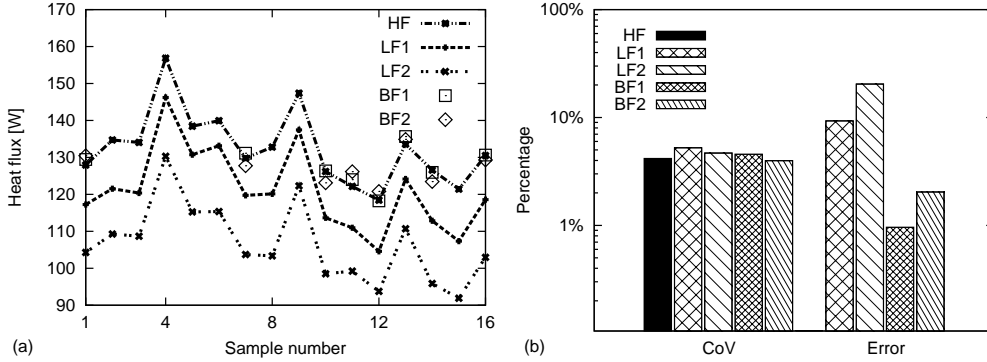 170
160
150
140
130
120
110
100
90
Heat flux [W]
1
4
8
12
16
Sample number
HF
LF1
LF2
BF1
BF2
(a)
100%
10%
1%
Percentage
HF
LF1
LF2
BF1
BF2
CoV
Error
(b)